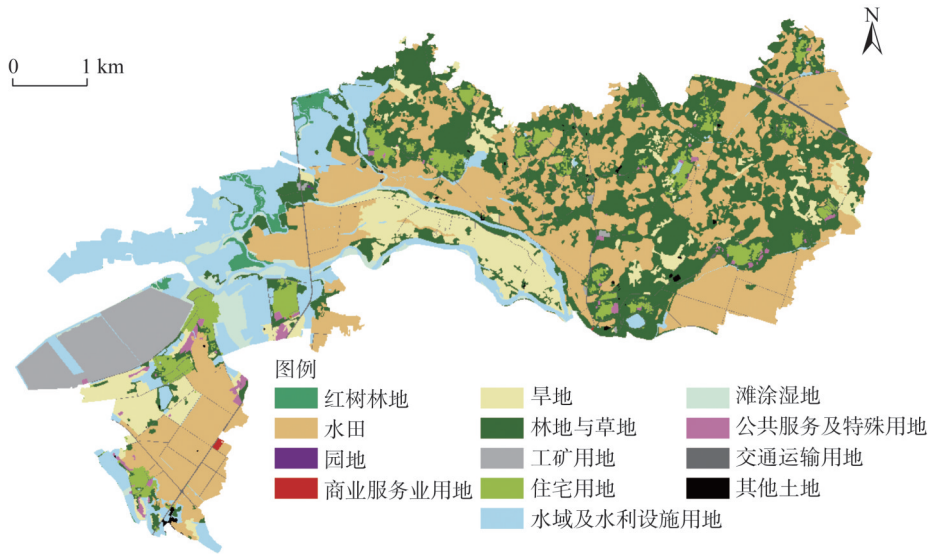 N
0 1 km
图例
红树林地 旱地 滩涂湿地
水田 林地与草地 公共服务及特殊用地
园地 工矿用地 交通运输用地
商业服务业用地 住宅用地 其他土地
水域及水利设施用地